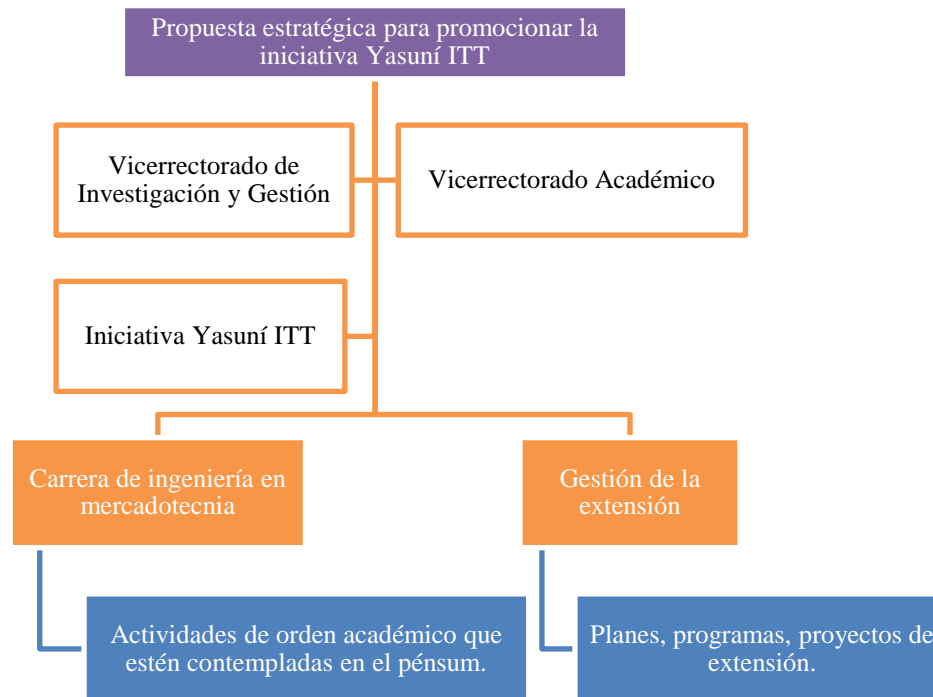 Propuesta estratégica para promocionar la
iniciativa Yasuní ITT
Vicerrectorado de
Investigación y Gestión
Vicerrectorado Académico
Iniciativa Yasuní ITT
Carrera de ingeniería en
mercadotecnia
Gestión de la
extensión
Actividades de orden académico que
estén contempladas en el pénsum.
Planes, programas, proyectos de
extensión.